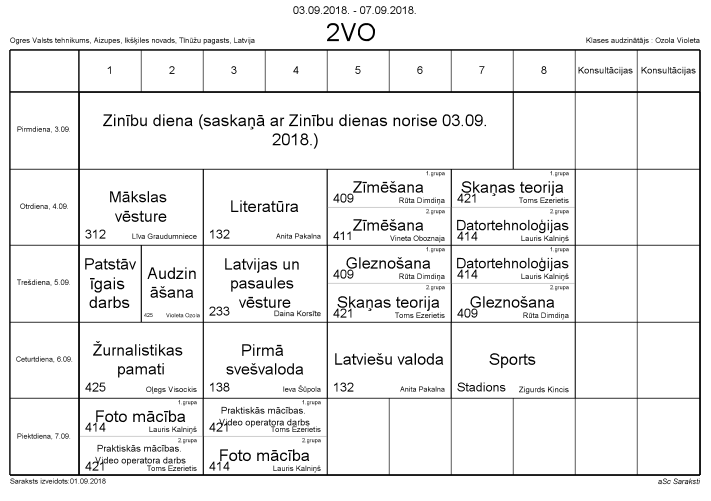 03.09.2018. - 07.09.2018.
2VO
Ogres Valsts tehnikums, Aizupes, Ikšķiles novads, Tīnūžu pagasts, Latvija
Klases audzinātājs : Ozola Violeta
1 2 3 4 5 6 7 8 Konsultācijas Konsultācijas
Pirmdiena, 3.09.
Zinību diena (saskaņā ar Zinību dienas norise 03.09.
2018.)
Otrdiena, 4.09.
Mākslas
vēsture
312 Līva Graudumniece
Literatūra
132 Anita Pakalna
1.grupa
Zīmēšana
409 Rūta Dimdiņa
2.grupa
Zīmēšana
411 Vineta Oboznaja
1.grupa
Skaņas teorija
421 Toms Ezerietis
2.grupa
Datortehnoloģijas
414 Lauris Kalniņš
Trešdiena, 5.09.
Patstāv
īgais
darbs
Audzin
āšana
425 Violeta Ozola
Latvijas un
pasaules
vēsture
233 Daina Korsīte
1.grupa
Gleznošana
409 Rūta Dimdiņa
2.grupa
Skaņas teorija
421 Toms Ezerietis
1.grupa
Datortehnoloģijas
414 Lauris Kalniņš
2.grupa
Gleznošana
409 Rūta Dimdiņa
Ceturtdiena, 6.09.
Žurnalistikas
pamati
425 Oļegs Visockis
Pirmā
svešvaloda
138 Ieva Šūpola
Latviešu valoda
132 Anita Pakalna
Sports
Stadions Zigurds Kincis
Piektdiena, 7.09.
1.grupa
Foto mācība
414 Lauris Kalniņš
2.grupa
Praktiskās mācības.
Video operatora darbs
421 Toms Ezerietis
1.grupa
Praktiskās mācības.
Video operatora darbs
421 Toms Ezerietis
2.grupa
Foto mācība
414 Lauris Kalniņš
Saraksts izveidots:01.09.2018
aSc Saraksti